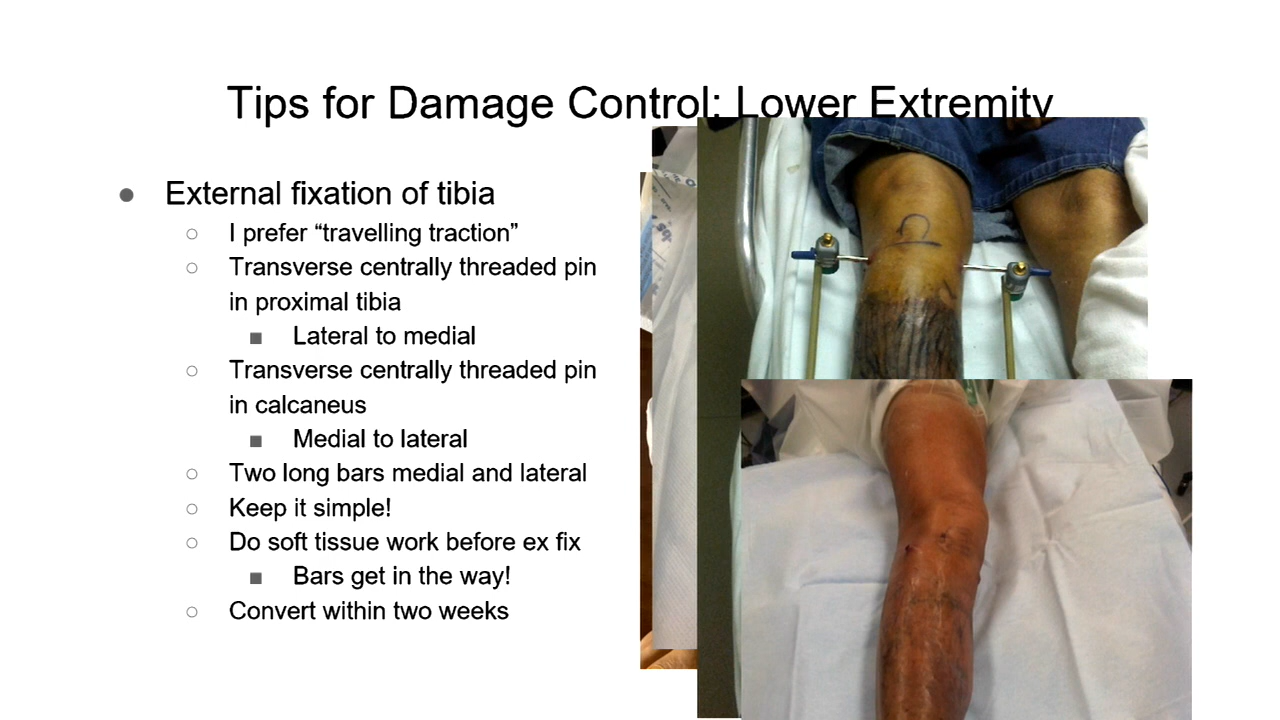 Tips for Damage Control: Lower Extremity
● External fixation of tibia
○ I prefer “travelling traction”
○ Transverse centrally threaded pin
in proximal tibia
■ Lateral to medial
○ Transverse centrally threaded pin
in calcaneus
■ Medial to lateral
○ Two long bars medial and lateral
○ Keep it simple!
○ Do soft tissue work before ex fix
■ Bars get in the way!
○ Convert within two weeks